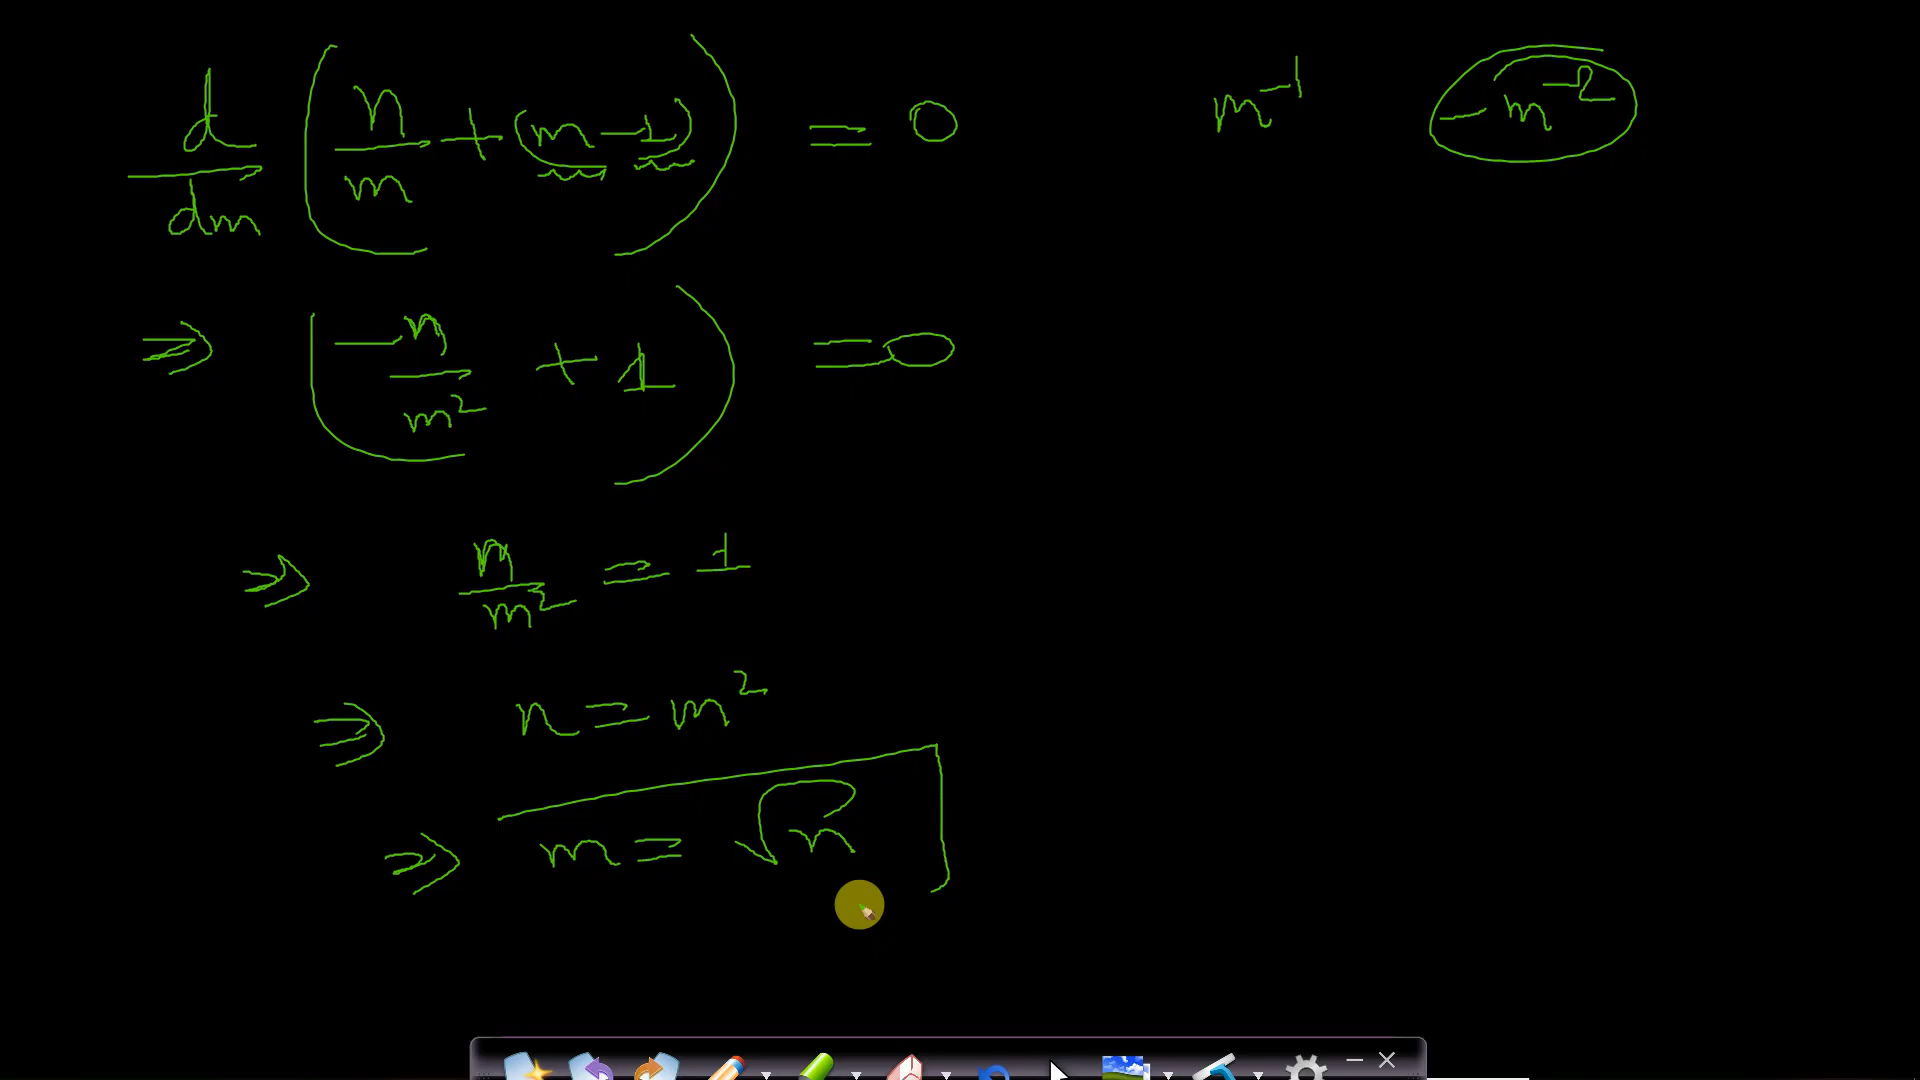 d/dm (n/m + (m-1)) = 0
m^-1
-m^-2
⇒ (-n/m² + 1) = 0
⇒ n/m² = 1
⇒ n = m²
⇒ m = √n